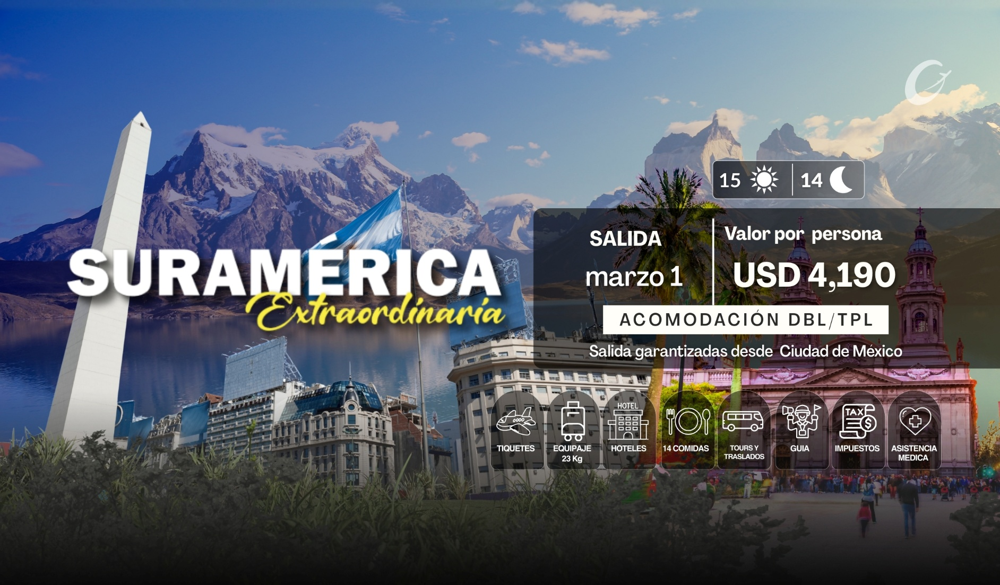 SURAMÉRICA
Extraordinaria
15 14
SALIDA
marzo 1
Valor por persona
USD 4,190
ACOMODACIÓN DBL/TPL
Salida garantizadas desde Ciudad de México
TIQUETES
EQUIPAJE
23 Kg
HOTEL
HOTELES
14 COMIDAS
TOURS Y
TRASLADOS
GUIA
TAX
$
IMPUESTOS
ASISTENCIA
MEDICA